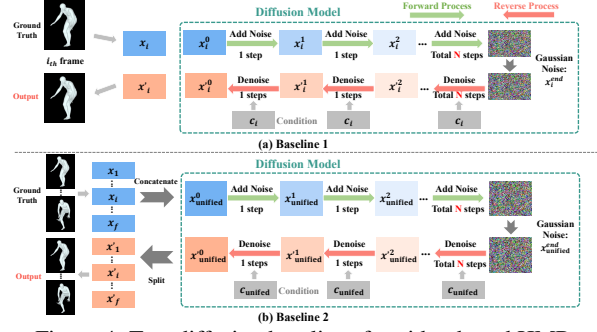 Diffusion Model
Forward Process
Reverse Process
Ground Truth
i_th frame
x_i
x_i^0
Add Noise
1 step
x_i^1
Add Noise
1 step
x_i^2
...
Add Noise
Total N steps
Gaussian Noise: x_i^end
Output
x'_i
x'_i^0
Denoise
1 steps
x'_i^1
Denoise
1 steps
x'_i^2
...
Denoise
Total N steps
c_i
Condition
c_i
c_i
(a) Baseline 1
Diffusion Model
Ground Truth
x_1
⋮
x_i
⋮
x_f
Concatenate
x_unified^0
Add Noise
1 step
x_unified^1
Add Noise
1 step
x_unified^2
...
Add Noise
Total N steps
Gaussian Noise: x_unified^end
Output
x'_1
⋮
x'_i
⋮
x'_f
Split
x'_unified^0
Denoise
1 steps
x'_unified^1
Denoise
1 steps
x'_unified^2
...
Denoise
Total N steps
c_unifed
Condition
c_unifed
c_unifed
(b) Baseline 2